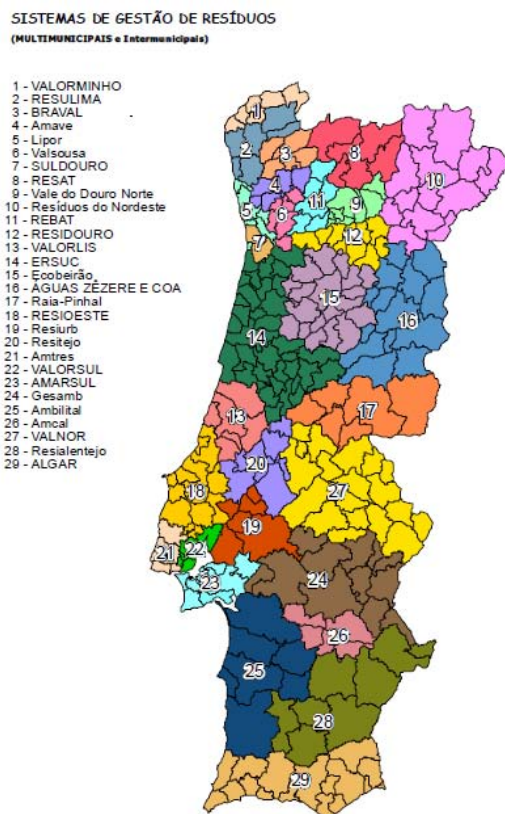 SISTEMAS DE GESTÃO DE RESÍDUOS
(MULTIMUNICIPAIS e Intermunicipais)
1 - VALORMINHO
2 - RESULIMA
3 - BRAVAL
4 - Amave
5 - Lipor
6 - Valsousa
7 - SULDOURO
8 - RESAT
9 - Vale do Douro Norte
10 - Resíduos do Nordeste
11 - REBAT
12 - RESIDOURO
13 - VALORLIS
14 - ERSUC
15 - Ecobeirão
16 - ÁGUAS ZÊZERE E COA
17 - Raia-Pinhal
18 - RESIOESTE
19 - Resiurb
20 - Resitejo
21 - Amtres
22 - VALORSUL
23 - AMARSUL
24 - Gesamb
25 - Ambilital
26 - Amcal
27 - VALNOR
28 - Resialentejo
29 - ALGAR
1
2
3
8
10
4
5
6
11
9
7
12
15
16
14
13
17
20
18
27
19
21
22
23
24
26
25
28
29